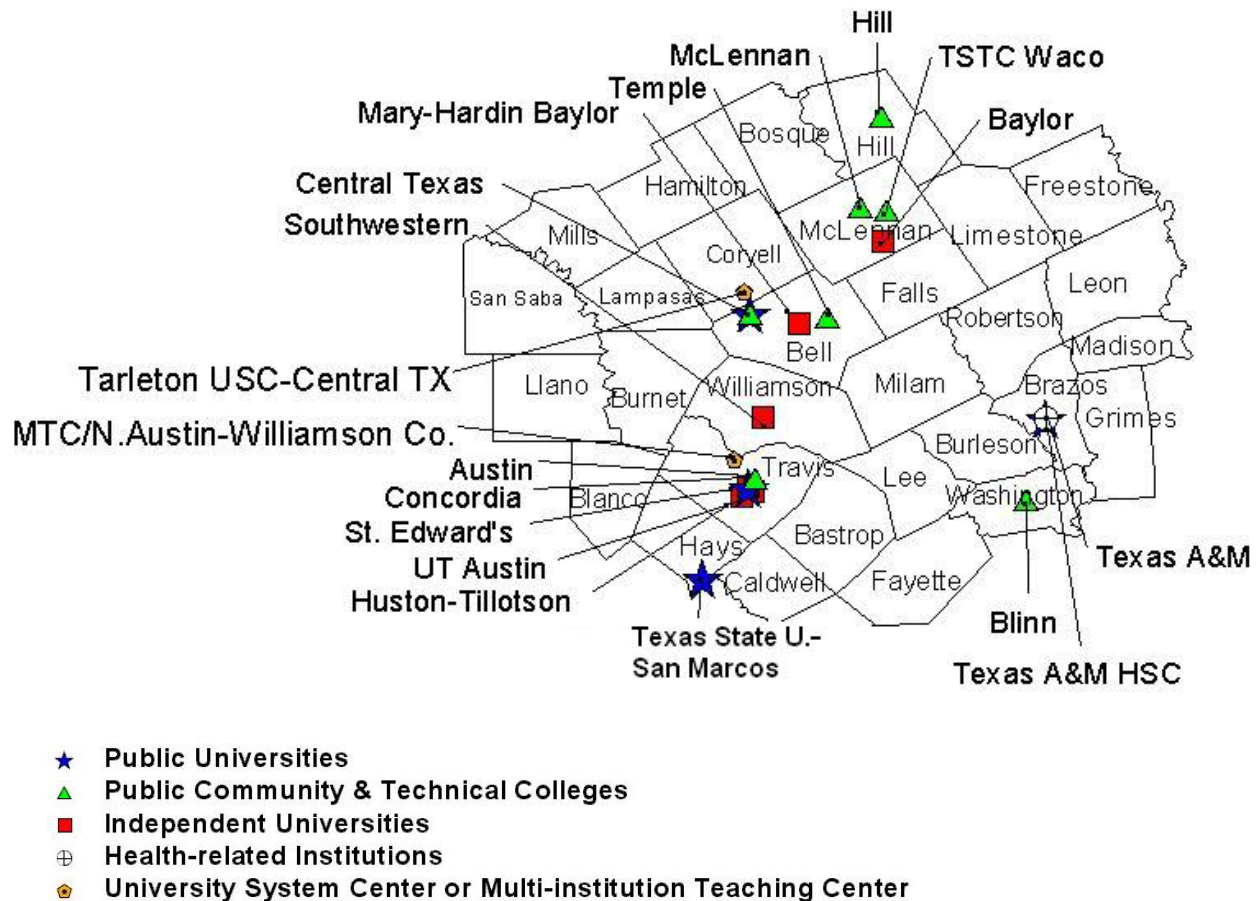 Hill
McLennan
TSTC Waco
Temple
Mary-Hardin Baylor
Baylor
Bosque
Hill
Central Texas
Hamilton
Freestone
Southwestern
Mills
McLennan
Limestone
Coryell
San Saba
Lampasas
Falls
Leon
Robertson
Bell
Madison
Tarleton USC-Central TX
Llano
Burnet
Williamson
Milam
Brazos
Grimes
MTC/N.Austin-Williamson Co.
Burleson
Austin
Travis
Lee
Concordia
Blanco
Washington
St. Edward's
Bastrop
Hays
UT Austin
Texas A&M
Caldwell
Fayette
Huston-Tillotson
Blinn
Texas State U.-
San Marcos
Texas A&M HSC
Public Universities
Public Community & Technical Colleges
Independent Universities
Health-related Institutions
University System Center or Multi-institution Teaching Center